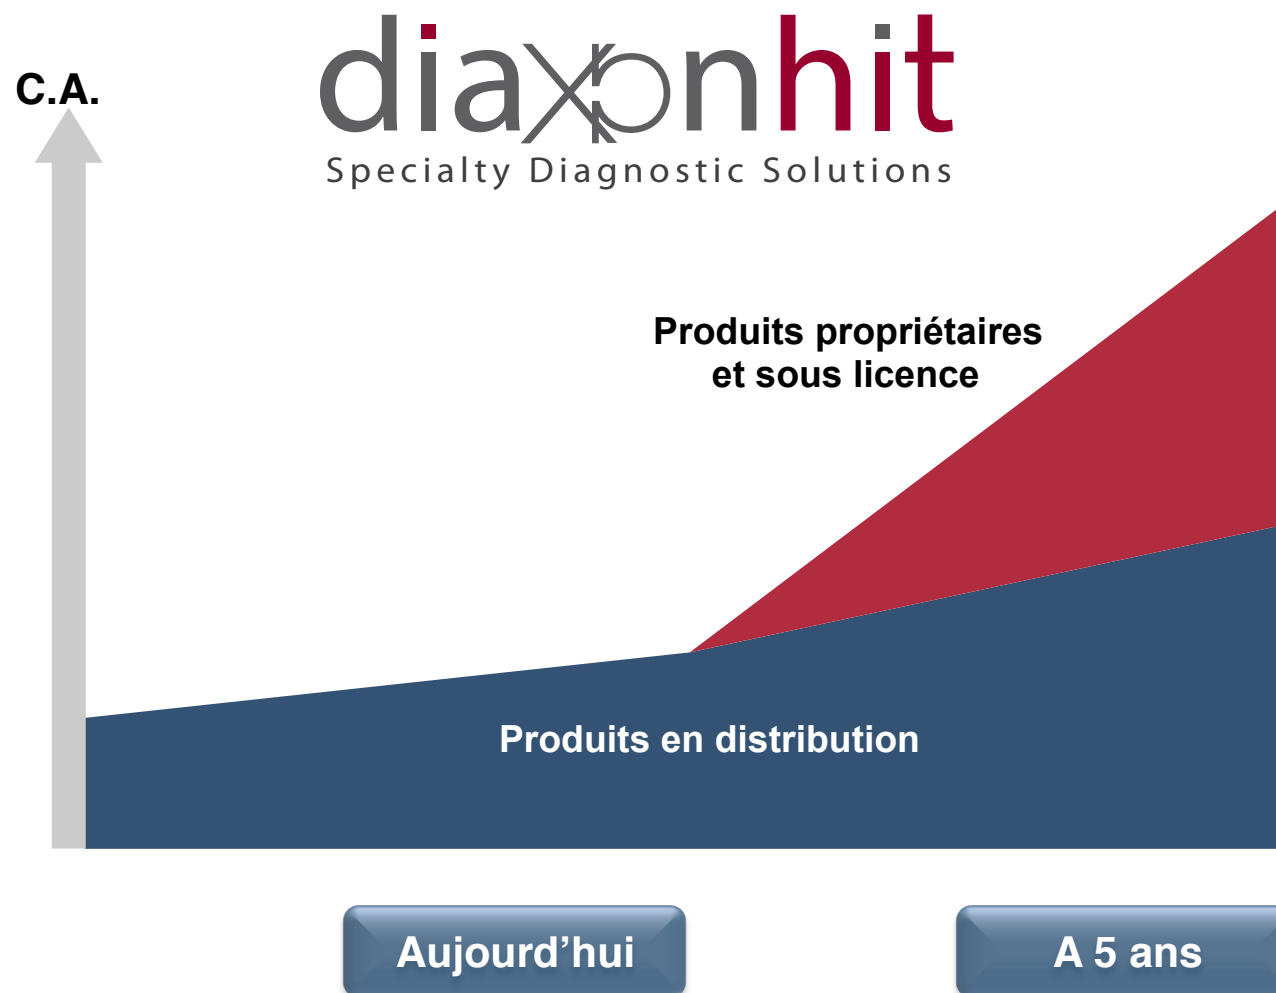 diaxonhit
Specialty Diagnostic Solutions
C.A.
Produits propriétaires
et sous licence
Produits en distribution
Aujourd’hui
A 5 ans